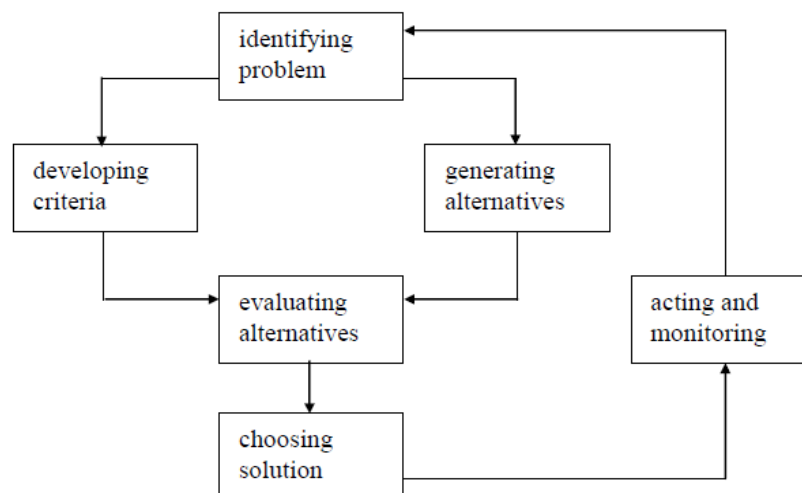 identifying
problem
developing
criteria
generating
alternatives
evaluating
alternatives
acting and
monitoring
choosing
solution